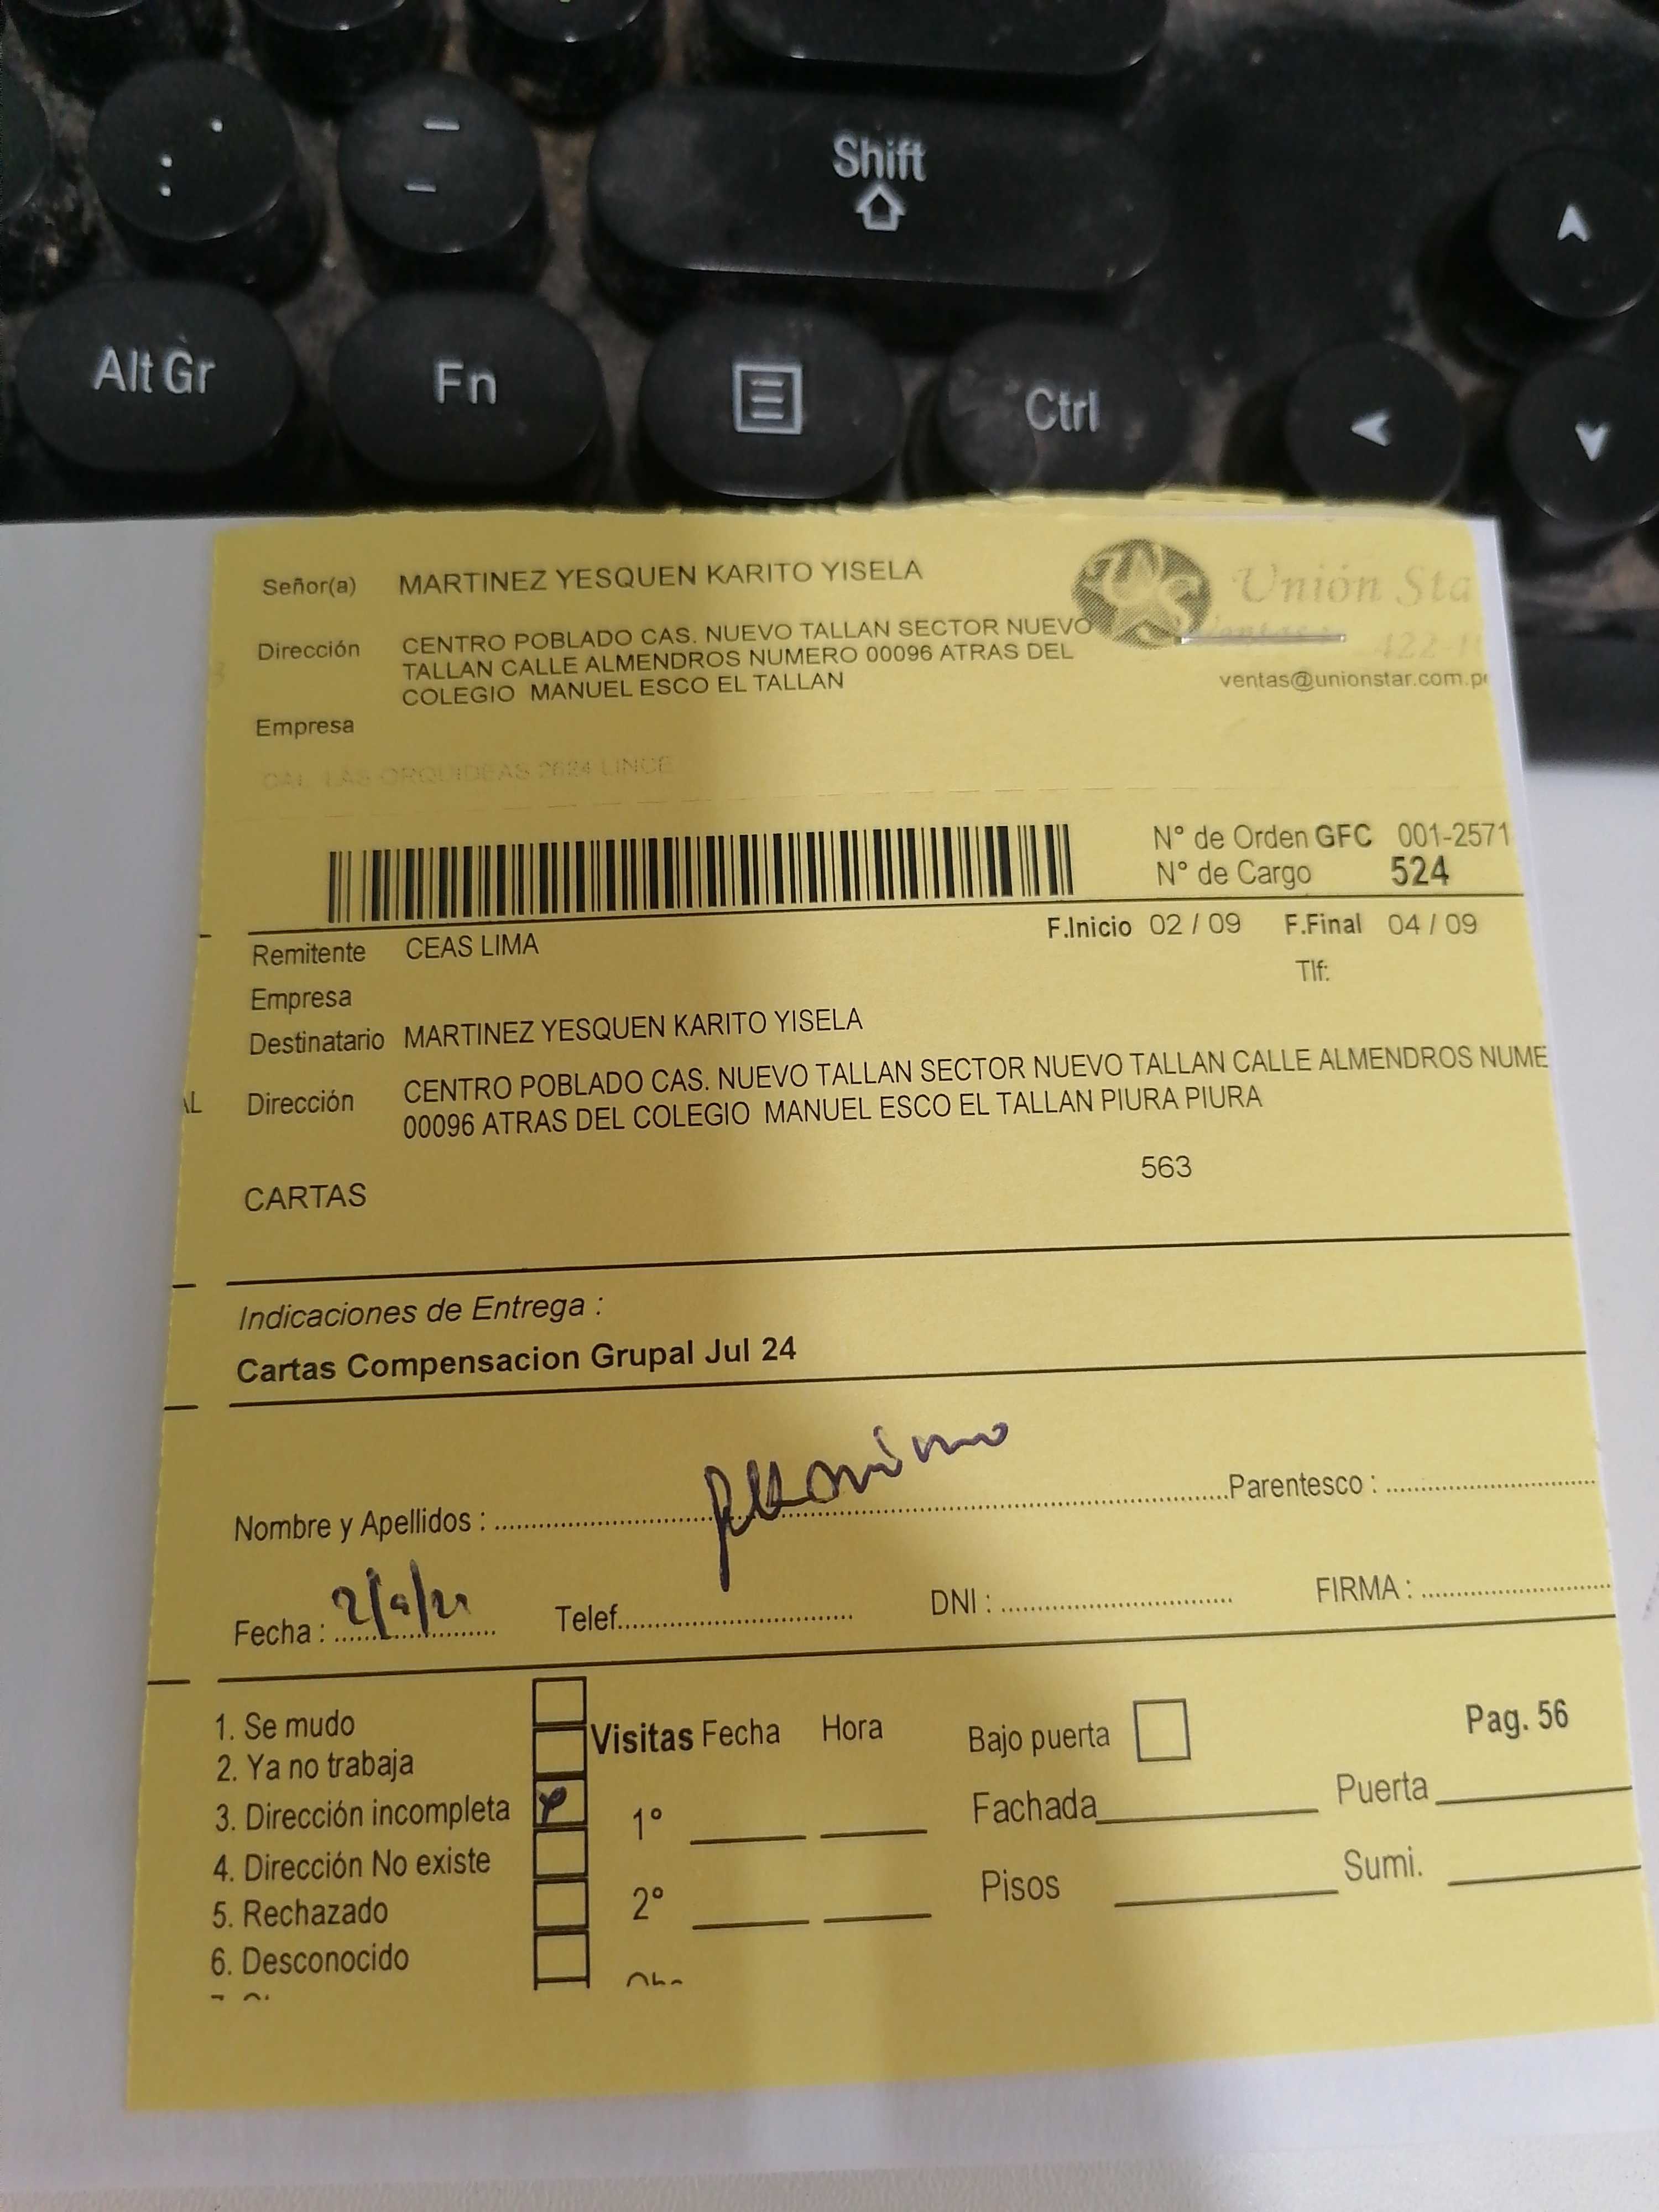 Shift
Alt Gr
Fn
Ctrl
Señor(a) MARTINEZ YESQUEN KARITO YISELA
Unión Sta
Dirección CENTRO POBLADO CAS. NUEVO TALLAN SECTOR NUEVO
TALLAN CALLE ALMENDROS NUMERO 00096 ATRAS DEL
COLEGIO MANUEL ESCO EL TALLAN
ventas@unionstar.com.p
Empresa
CAL. LAS ORQUIDEAS 2624 LINCE
N° de Orden GFC 001-2571
N° de Cargo 524
Remitente CEAS LIMA
F.Inicio 02 / 09 F.Final 04 / 09
Tlf:
Empresa
Destinatario MARTINEZ YESQUEN KARITO YISELA
Dirección CENTRO POBLADO CAS. NUEVO TALLAN SECTOR NUEVO TALLAN CALLE ALMENDROS NUME
00096 ATRAS DEL COLEGIO MANUEL ESCO EL TALLAN PIURA PIURA
AL
563
CARTAS
Indicaciones de Entrega :
Cartas Compensacion Grupal Jul 24
Nombre y Apellidos : Parentesco :
Fecha : Telef. DNI : FIRMA :
1. Se mudo
2. Ya no trabaja
3. Dirección incompleta
4. Dirección No existe
5. Rechazado
6. Desconocido
Visitas Fecha Hora
1°
2°
Bajo puerta
Pag. 56
Fachada Puerta
Pisos Sumi.